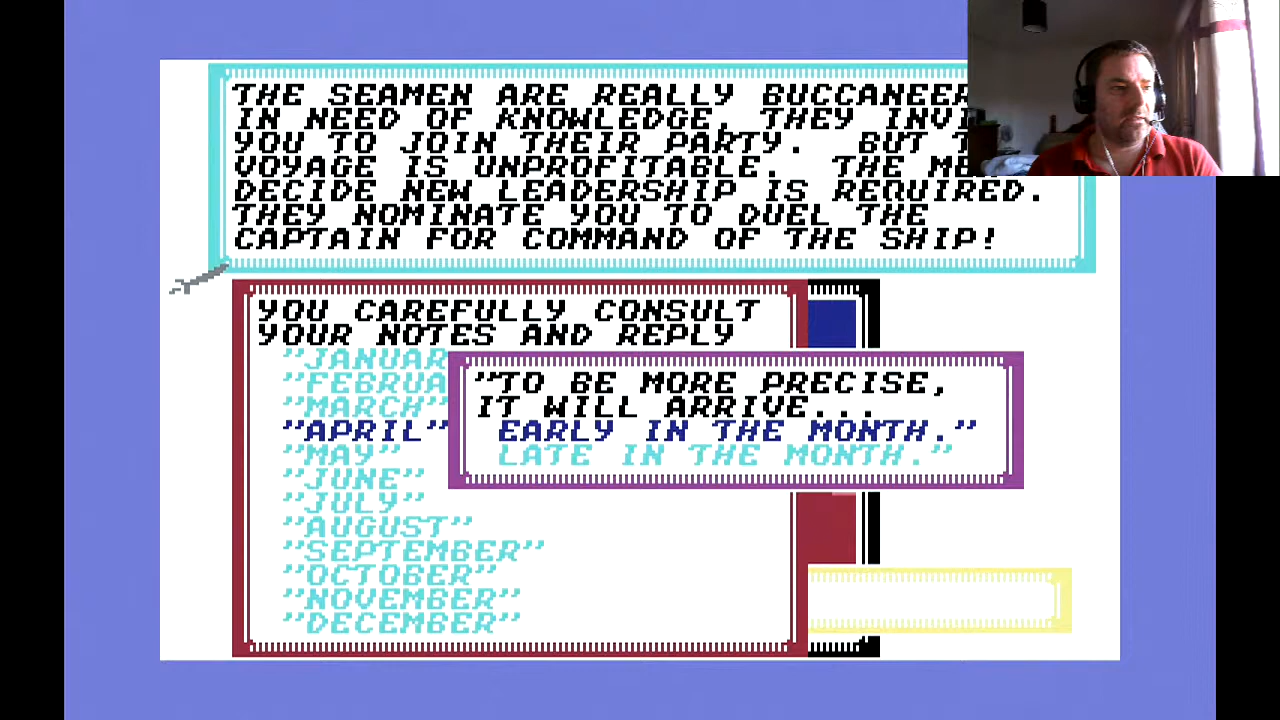 THE SEAMEN ARE REALLY
IN NEED OF KNOWLEDGE, THEY
YOU TO JOIN THEIR PARTY. BUT
VOYAGE IS UNPROFITABLE. THE
DECIDE NEW LEADERSHIP IS REQUIRED.
THEY NOMINATE YOU TO DUEL THE
CAPTAIN FOR COMMAND OF THE SHIP!
YOU CAREFULLY CONSULT
YOUR NOTES AND REPLY
"JANUAR
"FEBRUA
"MARCH"
"APRIL"
"MAY"
"JUNE"
"JULY"
"AUGUST"
"SEPTEMBER"
"OCTOBER"
"NOVEMBER"
"DECEMBER"
"TO BE MORE PRECISE,
IT WILL ARRIVE...
EARLY IN THE MONTH."
LATE IN THE MONTH."